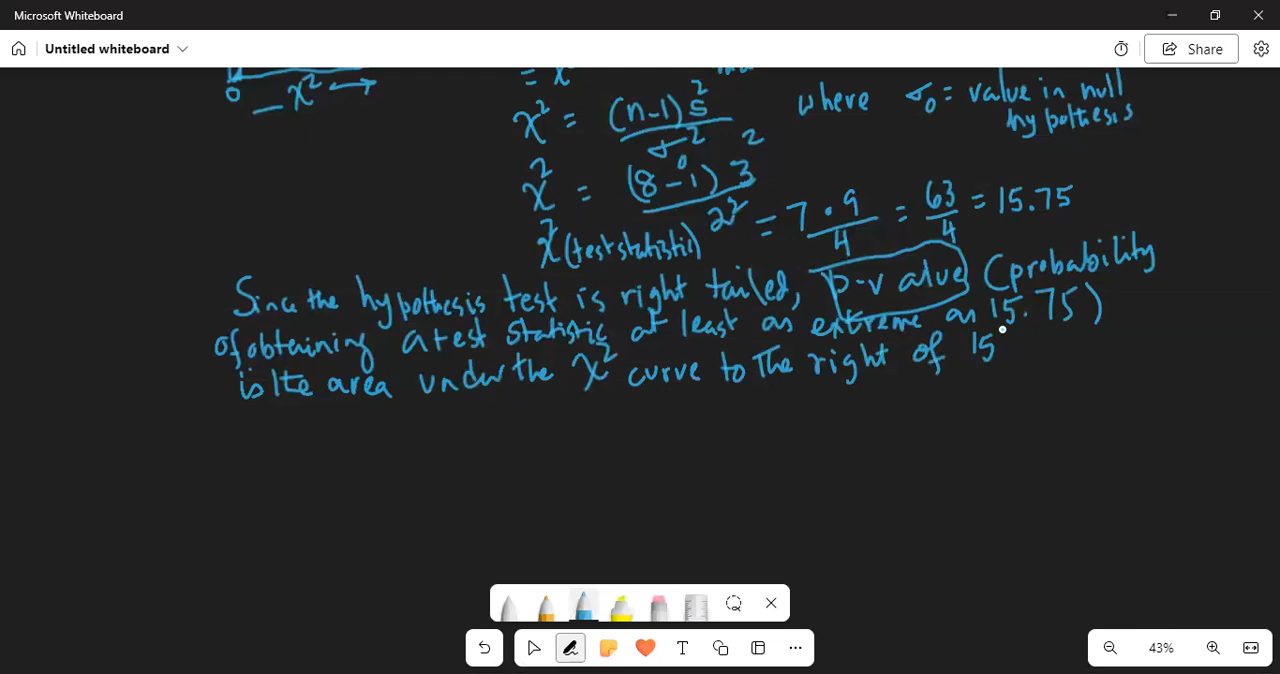 Microsoft Whiteboard
Untitled whiteboard
Share
0 χ²
= χ²
χ² = (n-1) s² / σ₀² where σ₀ = value in null
hypothesis
χ² = (8-1) 3² / 2² = 7 · 9 / 4 = 63 / 4 = 15.75
χ² (test statistic)
Since the hypothesis test is right tailed, p-value (probability
of obtaining a test statistic at least as extreme as 15.75)
is the area under the χ² curve to the right of 15
43%